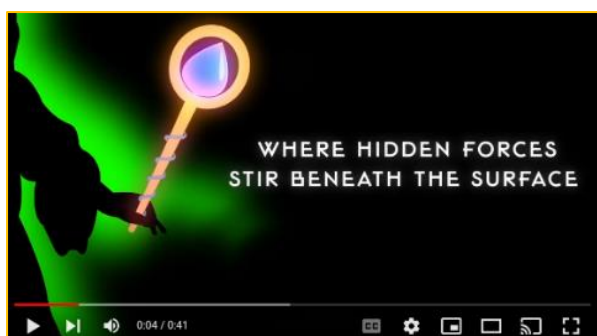 WHERE HIDDEN FORCES
STIR BENEATH THE SURFACE
0:04 / 0:41
CC